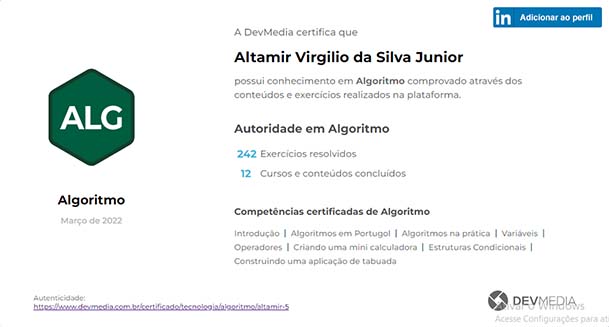 Adicionar ao perfil
A DevMedia certifica que
Altamir Virgilio da Silva Junior
possui conhecimento em Algoritmo comprovado através dos
conteúdos e exercícios realizados na plataforma.
ALG
Algoritmo
Março de 2022
Autoridade em Algoritmo
242 Exercícios resolvidos
12 Cursos e conteúdos concluídos
Competências certificadas de Algoritmo
Introdução | Algoritmos em Portugol | Algoritmos na prática | Variáveis |
Operadores | Criando uma mini calculadora | Estruturas Condicionais |
Construindo uma aplicação de tabuada
Autenticidade:
https://www.devmedia.com.br/certificado/tecnologia/algoritmo/altamir-5
DEVMEDIA
Ativar o Windows
Acesse Configurações para ati